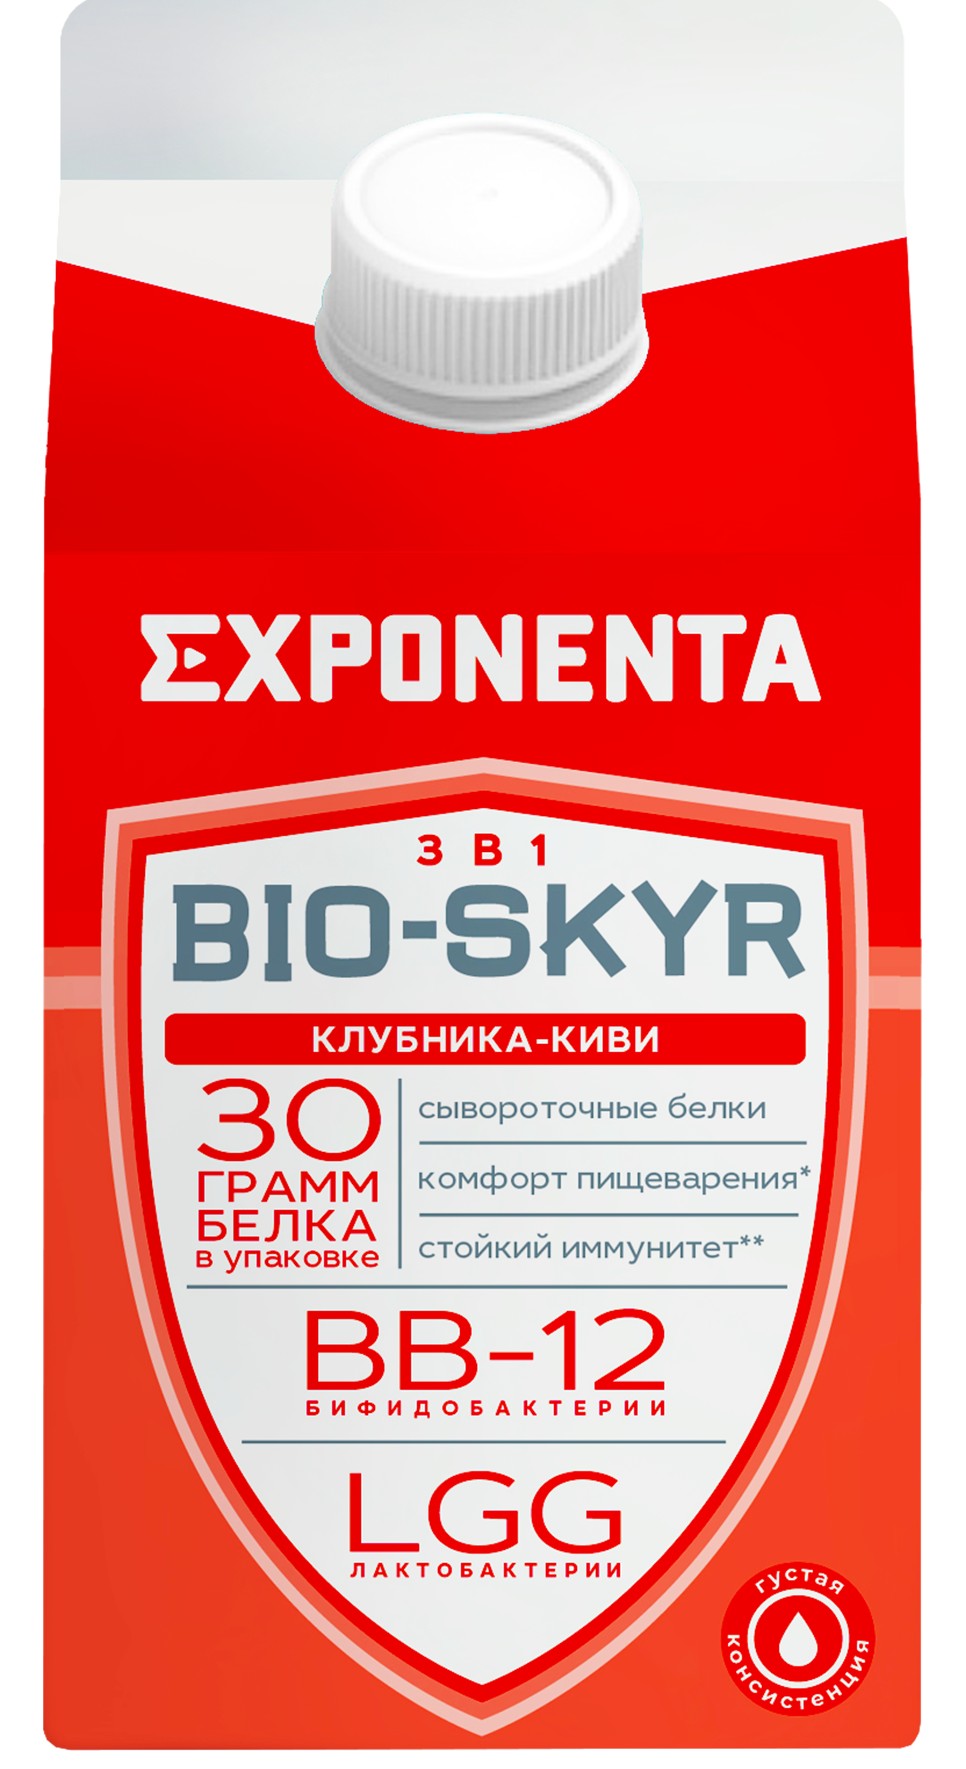 EXPONENTA
3 В 1
BIO-SKYR
КЛУБНИКА-КИВИ
30
ГРАММ
БЕЛКА
в упаковке
сывороточные белки
комфорт пищеварения*
стойкий иммунитет**
BB-12
БИФИДОБАКТЕРИИ
LGG
ЛАКТОБАКТЕРИИ
густая
консистенция